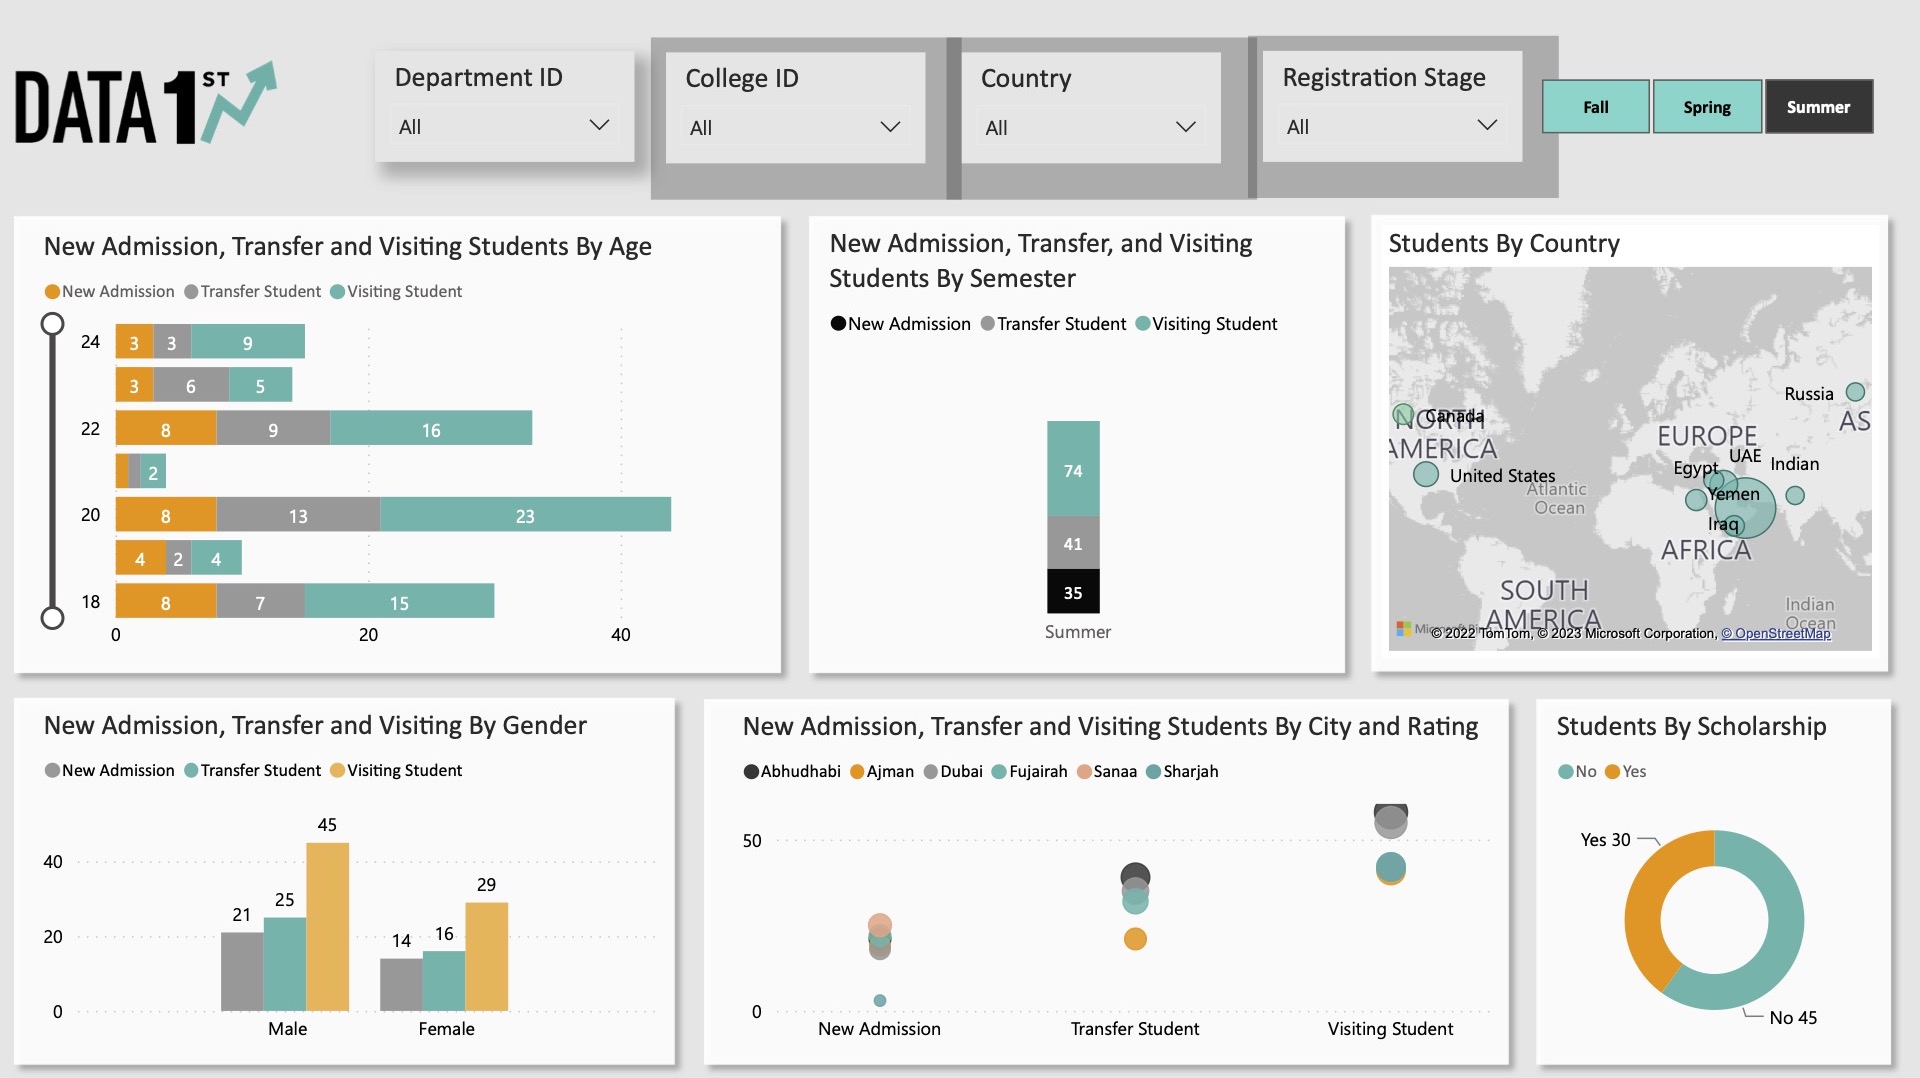 DATA 1ST
Department ID
All
College ID
All
Country
All
Registration Stage
All
Fall
Spring
Summer
New Admission, Transfer and Visiting Students By Age
New Admission Transfer Student Visiting Student
24
3 3 9
3 6 5
22
8 9 16
2
20
8 13 23
4 2 4
18
8 7 15
0 20 40
New Admission, Transfer, and Visiting
Students By Semester
New Admission Transfer Student Visiting Student
74
41
35
Summer
Students By Country
Russia
AS
Canada
NORTH
AMERICA
EUROPE
UAE
Egypt
Indian
United States
Atlantic
Ocean
Yemen
Iraq
AFRICA
SOUTH
AMERICA
Indian
Ocean
© 2022 TomTom, © 2023 Microsoft Corporation, © OpenStreetMap
New Admission, Transfer and Visiting By Gender
New Admission Transfer Student Visiting Student
45
40
29
25
21
20
16
14
0
Male Female
New Admission, Transfer and Visiting Students By City and Rating
Abhudhabi Ajman Dubai Fujairah Sanaa Sharjah
50
0
New Admission Transfer Student Visiting Student
Students By Scholarship
No Yes
Yes 30
No 45